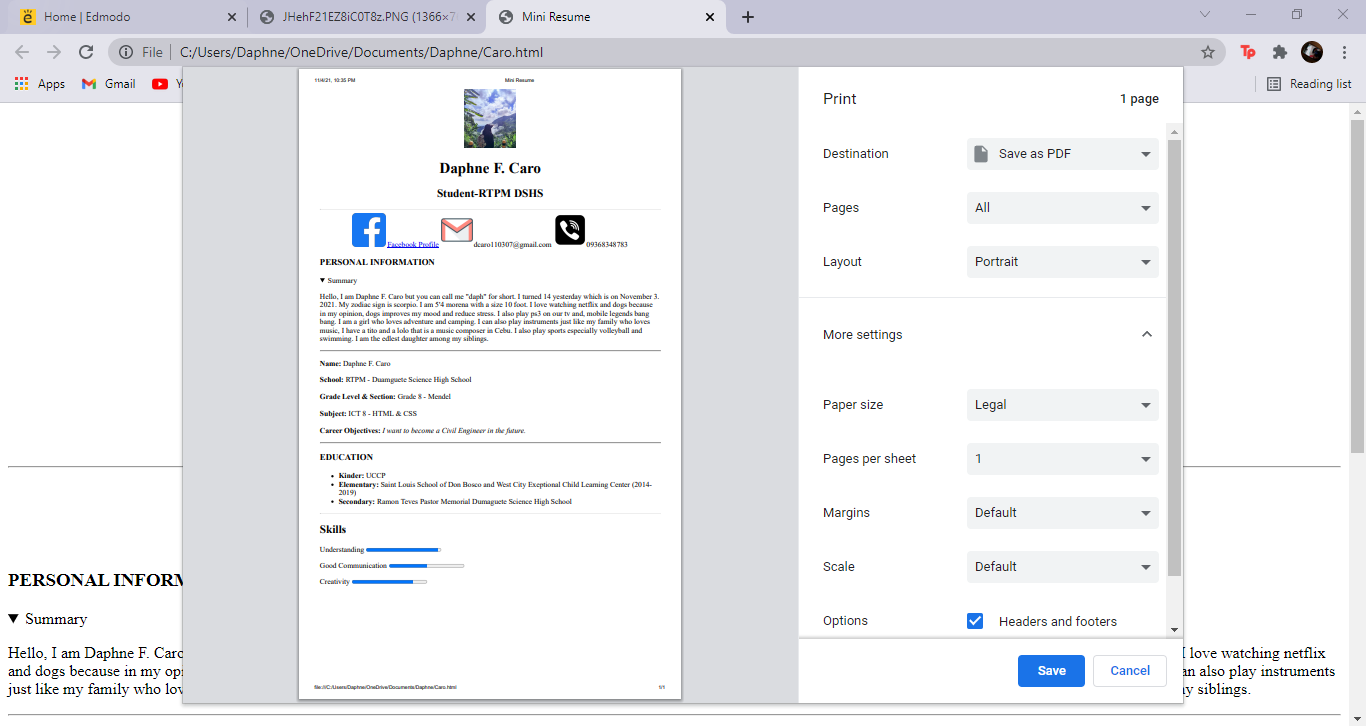 Home | Edmodo
JHehF21EZ8iC0T8z.PNG (1366×7
Mini Resume
File
C:/Users/Daphne/OneDrive/Documents/Daphne/Caro.html
Apps
Gmail
Reading list
11/4/21, 10:35 PM
Mini Resume
Daphne F. Caro
Student-RTPM DSHS
Facebook Profile dcaro110307@gmail.com 09368348783
PERSONAL INFORMATION
▼ Summary
Hello, I am Daphne F. Caro but you can call me "daph" for short. I turned 14 yesterday which is on November 3.
2021. My zodiac sign is scorpio. I am 5'4 morena with a size 10 foot. I love watching netflix and dogs because
in my opinion, dogs improves my mood and reduce stress. I also play ps3 on our tv and, mobile legends bang
bang. I am a girl who loves adventure and camping. I can also play instruments just like my family who loves
music, I have a tito and a lolo that is a music composer in Cebu. I also play sports especially volleyball and
swimming. I am the edlest daughter among my siblings.
Name: Daphne F. Caro
School: RTPM - Duamguete Science High School
Grade Level & Section: Grade 8 - Mendel
Subject: ICT 8 - HTML & CSS
Career Objectives: I want to become a Civil Engineer in the future.
EDUCATION
• Kinder: UCCP
• Elementary: Saint Louis School of Don Bosco and West City Exeptional Child Learning Center (2014-
2019)
• Secondary: Ramon Teves Pastor Memorial Dumaguete Science High School
Skills
Understanding
Good Communication
Creativity
file:///C:/Users/Daphne/OneDrive/Documents/Daphne/Caro.html
1/1
Print
1 page
Destination
Save as PDF
Pages
All
Layout
Portrait
More settings
Paper size
Legal
Pages per sheet
1
Margins
Default
Scale
Default
Options
Headers and footers
Save
Cancel
PERSONAL INFORM
▼ Summary
Hello, I am Daphne F. Caro
I love watching netflix
and dogs because in my opi
an also play instruments
just like my family who lov
y siblings.